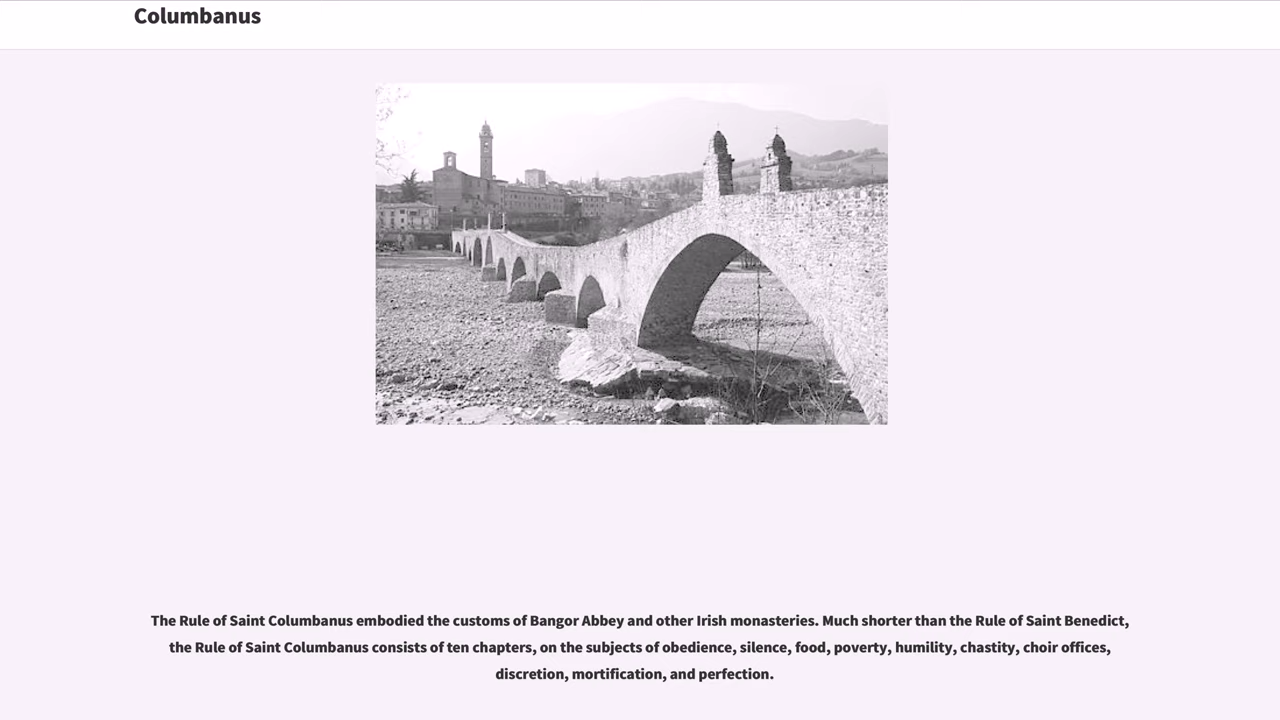 Columbanus
The Rule of Saint Columbanus embodied the customs of Bangor Abbey and other Irish monasteries. Much shorter than the Rule of Saint Benedict,
the Rule of Saint Columbanus consists of ten chapters, on the subjects of obedience, silence, food, poverty, humility, chastity, choir offices,
discretion, mortification, and perfection.